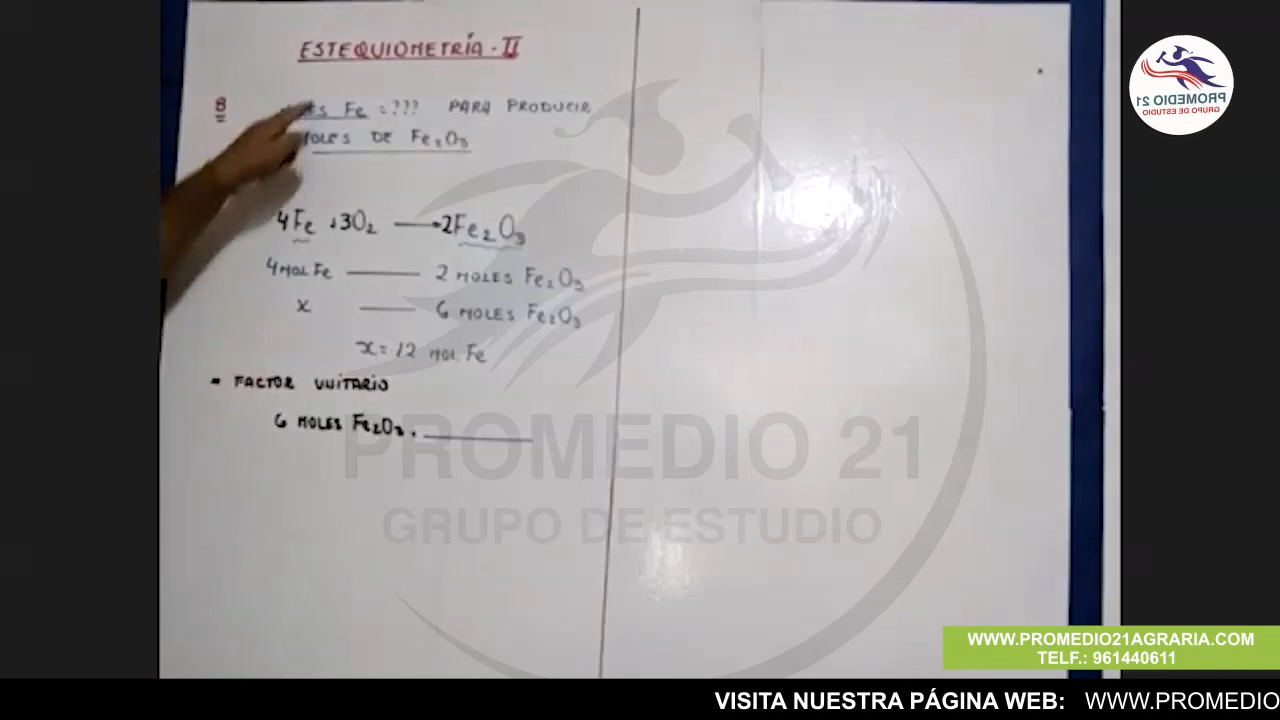 ESTEQUIOMETRÍA - II
8
Fe = ??? PARA PRODUCIR
MOLES DE Fe₂O₃
4Fe + 3O₂ → 2Fe₂O₃
4 MOL Fe — 2 MOLES Fe₂O₃
x — 6 MOLES Fe₂O₃
x = 12 MOL Fe
- FACTOR UNITARIO
6 MOLES Fe₂O₃ . ____
PROMEDIO 21
GRUPO DE ESTUDIO
PROMEDIO 21
GRUPO DE ESTUDIO
WWW.PROMEDIO21AGRARIA.COM
TELF.: 961440611
VISITA NUESTRA PÁGINA WEB: WWW.PROMEDIO